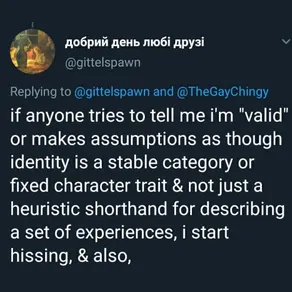 добрий день любі друзі
@gittelspawn
Replying to @gittelspawn and @TheGayChingy
if anyone tries to tell me i'm "valid"
or makes assumptions as though
identity is a stable category or
fixed character trait & not just a
heuristic shorthand for describing
a set of experiences, i start
hissing, & also,